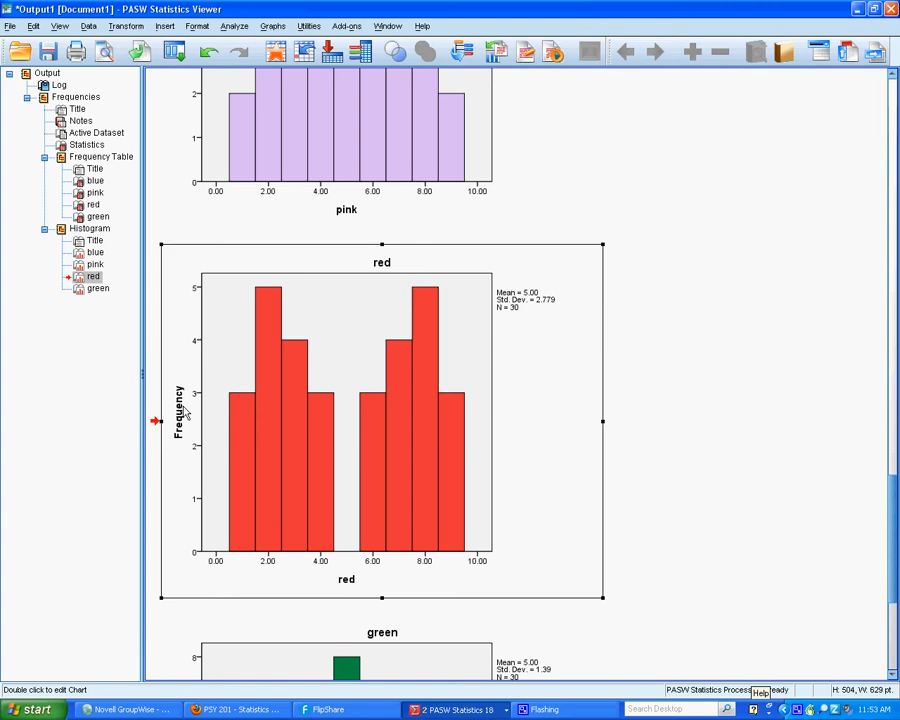 *Output1 [Document1] - PASW Statistics Viewer
File Edit View Data Transform Insert Format Analyze Graphs Utilities Add-ons Window Help
Output
Log
Frequencies
Title
Notes
Active Dataset
Statistics
Frequency Table
Title
blue
pink
red
green
Histogram
Title
blue
pink
red
green
2
1
0
0.00 2.00 4.00 6.00 8.00 10.00
pink
red
Mean = 5.00
Std. Dev. = 2.779
N = 30
5
4
3
2
1
0
Frequency
0.00 2.00 4.00 6.00 8.00 10.00
red
green
8
Mean = 5.00
Std. Dev. = 1.39
N = 30
Double click to edit Chart
PASW Statistics Process
Help
eady
H: 504, W: 629 pt.
start
Novell GroupWise - ...
PSY 201 - Statistics ...
FlipShare
2 PASW Statistics 18
Flashing
Search Desktop
11:53 AM